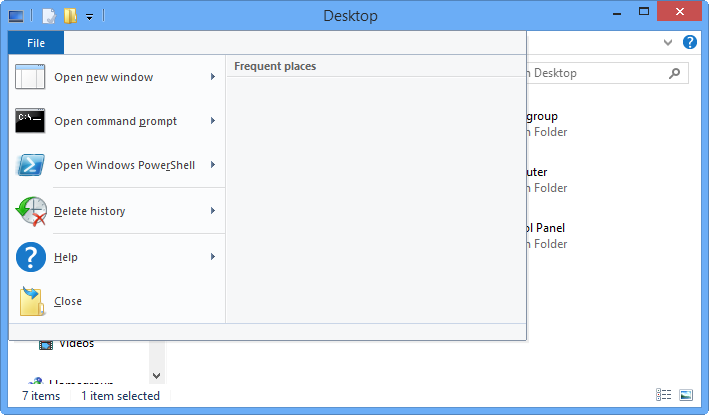 Desktop
File
Frequent places
Open new window
Open command prompt
C:\
Open Windows PowerShell
Delete history
Help
Close
Desktop
group
Folder
uter
Folder
ol Panel
Folder
Videos
Homegroup
7 items 1 item selected